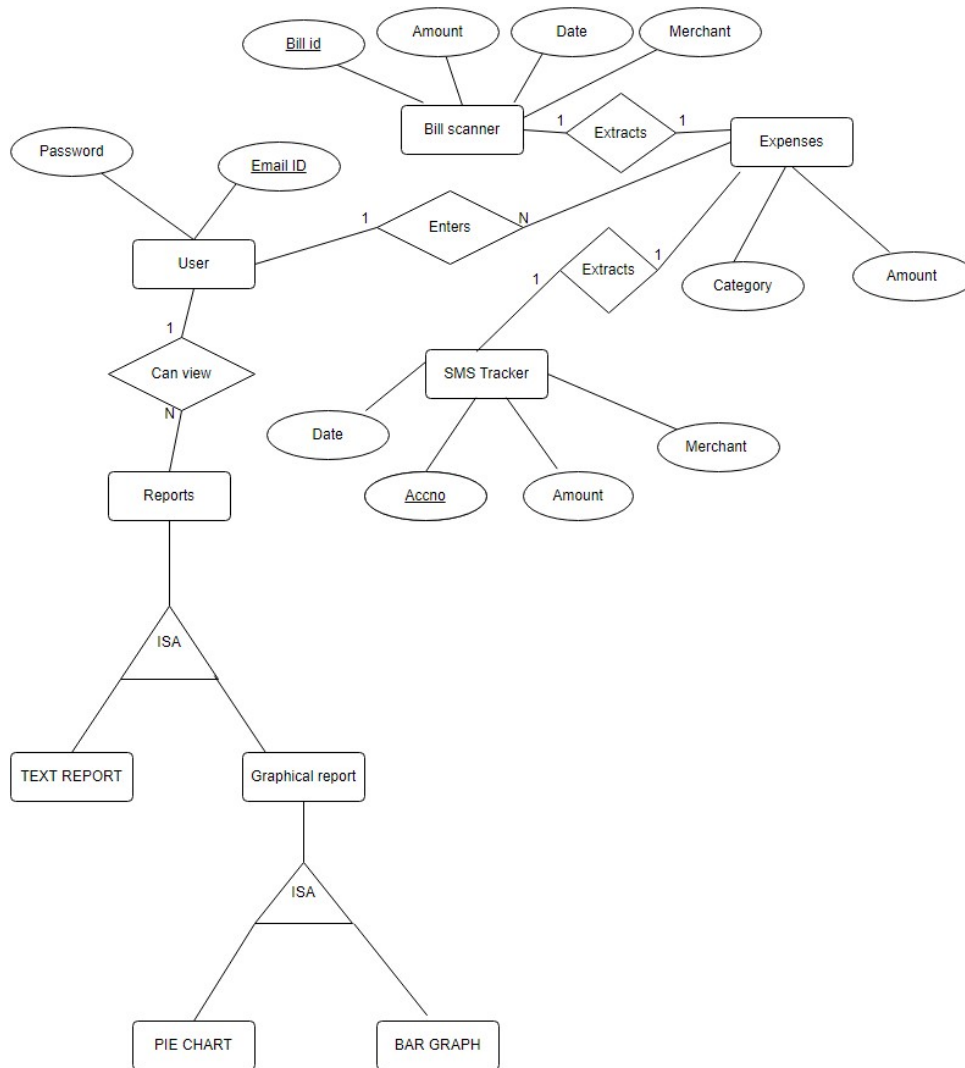 Bill id
Amount
Date
Merchant
Bill scanner
1
Extracts
1
Expenses
Password
Email ID
1
Enters
N
User
1
Extracts
1
Category
Amount
1
Can view
N
SMS Tracker
Date
Merchant
Accno
Amount
Reports
ISA
TEXT REPORT
Graphical report
ISA
PIE CHART
BAR GRAPH